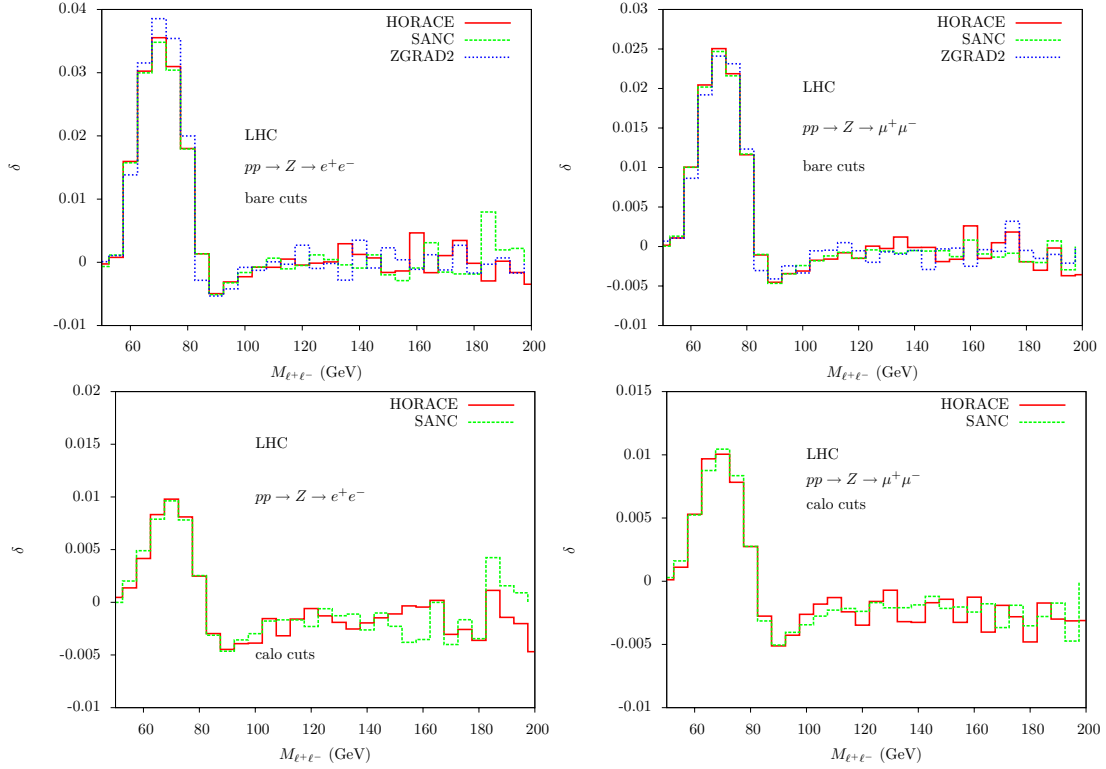 0.04
0.03
0.02
0.01
0
-0.01
δ
HORACE
SANC
ZGRAD2
LHC
pp → Z → e⁺e⁻
bare cuts
60 80 100 120 140 160 180 200
M_{ℓ⁺ℓ⁻} (GeV)
0.03
0.025
0.02
0.015
0.01
0.005
0
-0.005
-0.01
δ
HORACE
SANC
ZGRAD2
LHC
pp → Z → μ⁺μ⁻
bare cuts
60 80 100 120 140 160 180 200
M_{ℓ⁺ℓ⁻} (GeV)
0.02
0.015
0.01
0.005
0
-0.005
-0.01
δ
HORACE
SANC
LHC
pp → Z → e⁺e⁻
calo cuts
60 80 100 120 140 160 180 200
M_{ℓ⁺ℓ⁻} (GeV)
0.015
0.01
0.005
0
-0.005
-0.01
δ
HORACE
SANC
LHC
pp → Z → μ⁺μ⁻
calo cuts
60 80 100 120 140 160 180 200
M_{ℓ⁺ℓ⁻} (GeV)